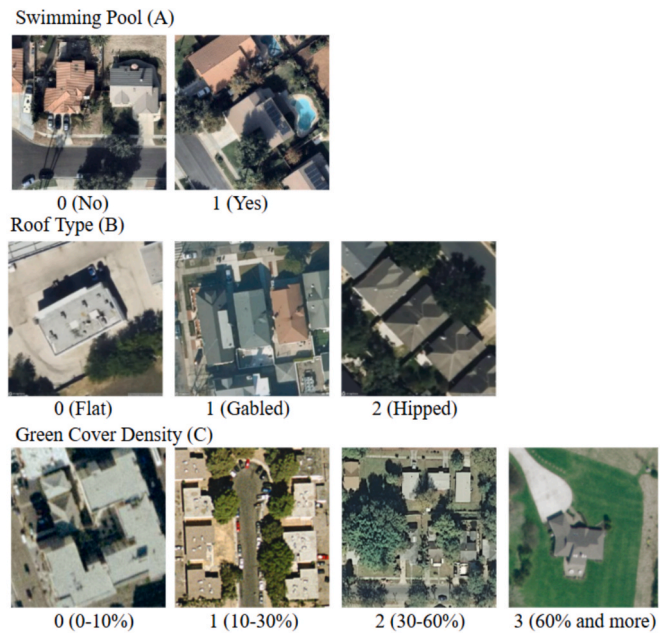 Swimming Pool (A)
0 (No) 1 (Yes)
Roof Type (B)
0 (Flat) 1 (Gabled) 2 (Hipped)
Green Cover Density (C)
0 (0-10%) 1 (10-30%) 2 (30-60%) 3 (60% and more)